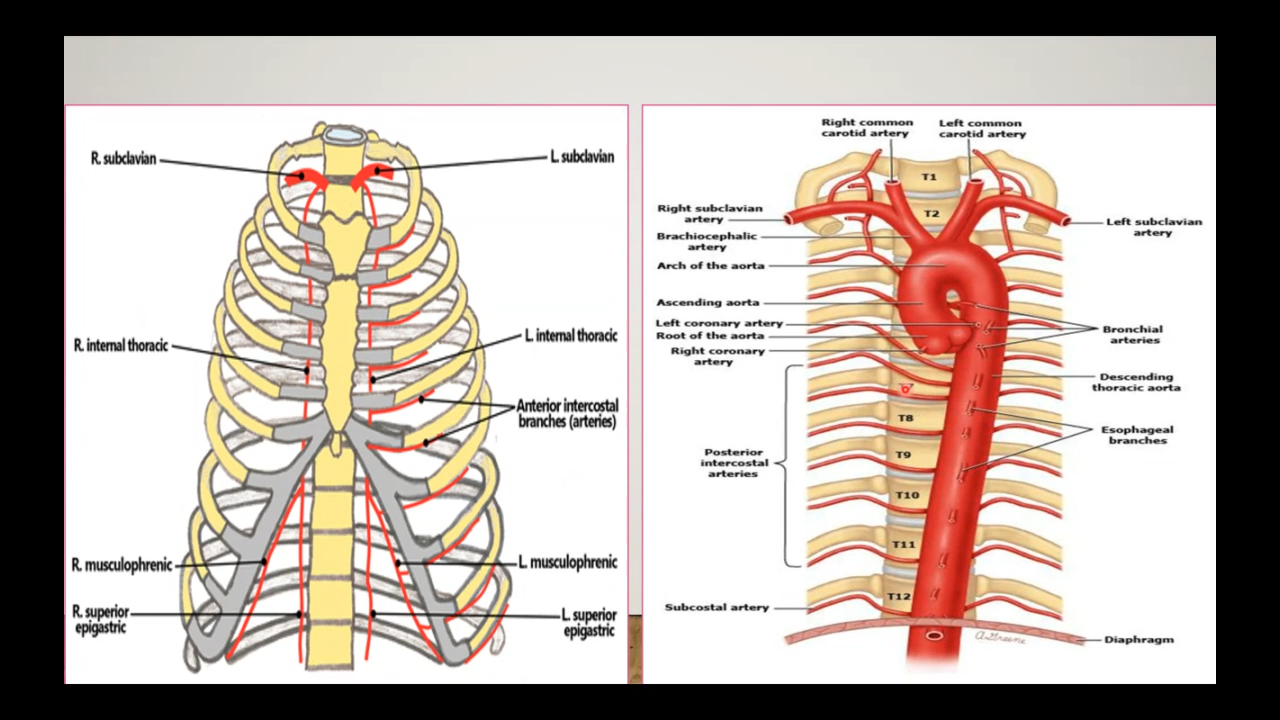 R. subclavian
L. subclavian
R. internal thoracic
L. internal thoracic
Anterior intercostal
branches (arteries)
R. musculophrenic
L. musculophrenic
R. superior
epigastric
L. superior
epigastric
Right common
carotid artery
Left common
carotid artery
T1
T2
Right subclavian
artery
Left subclavian
artery
Brachiocephalic
artery
Arch of the aorta
Ascending aorta
Left coronary artery
Root of the aorta
Right coronary
artery
Bronchial
arteries
Descending
thoracic aorta
Esophageal
branches
T8
T9
Posterior
intercostal
arteries
T10
T11
T12
Subcostal artery
Diaphragm
A.Greene